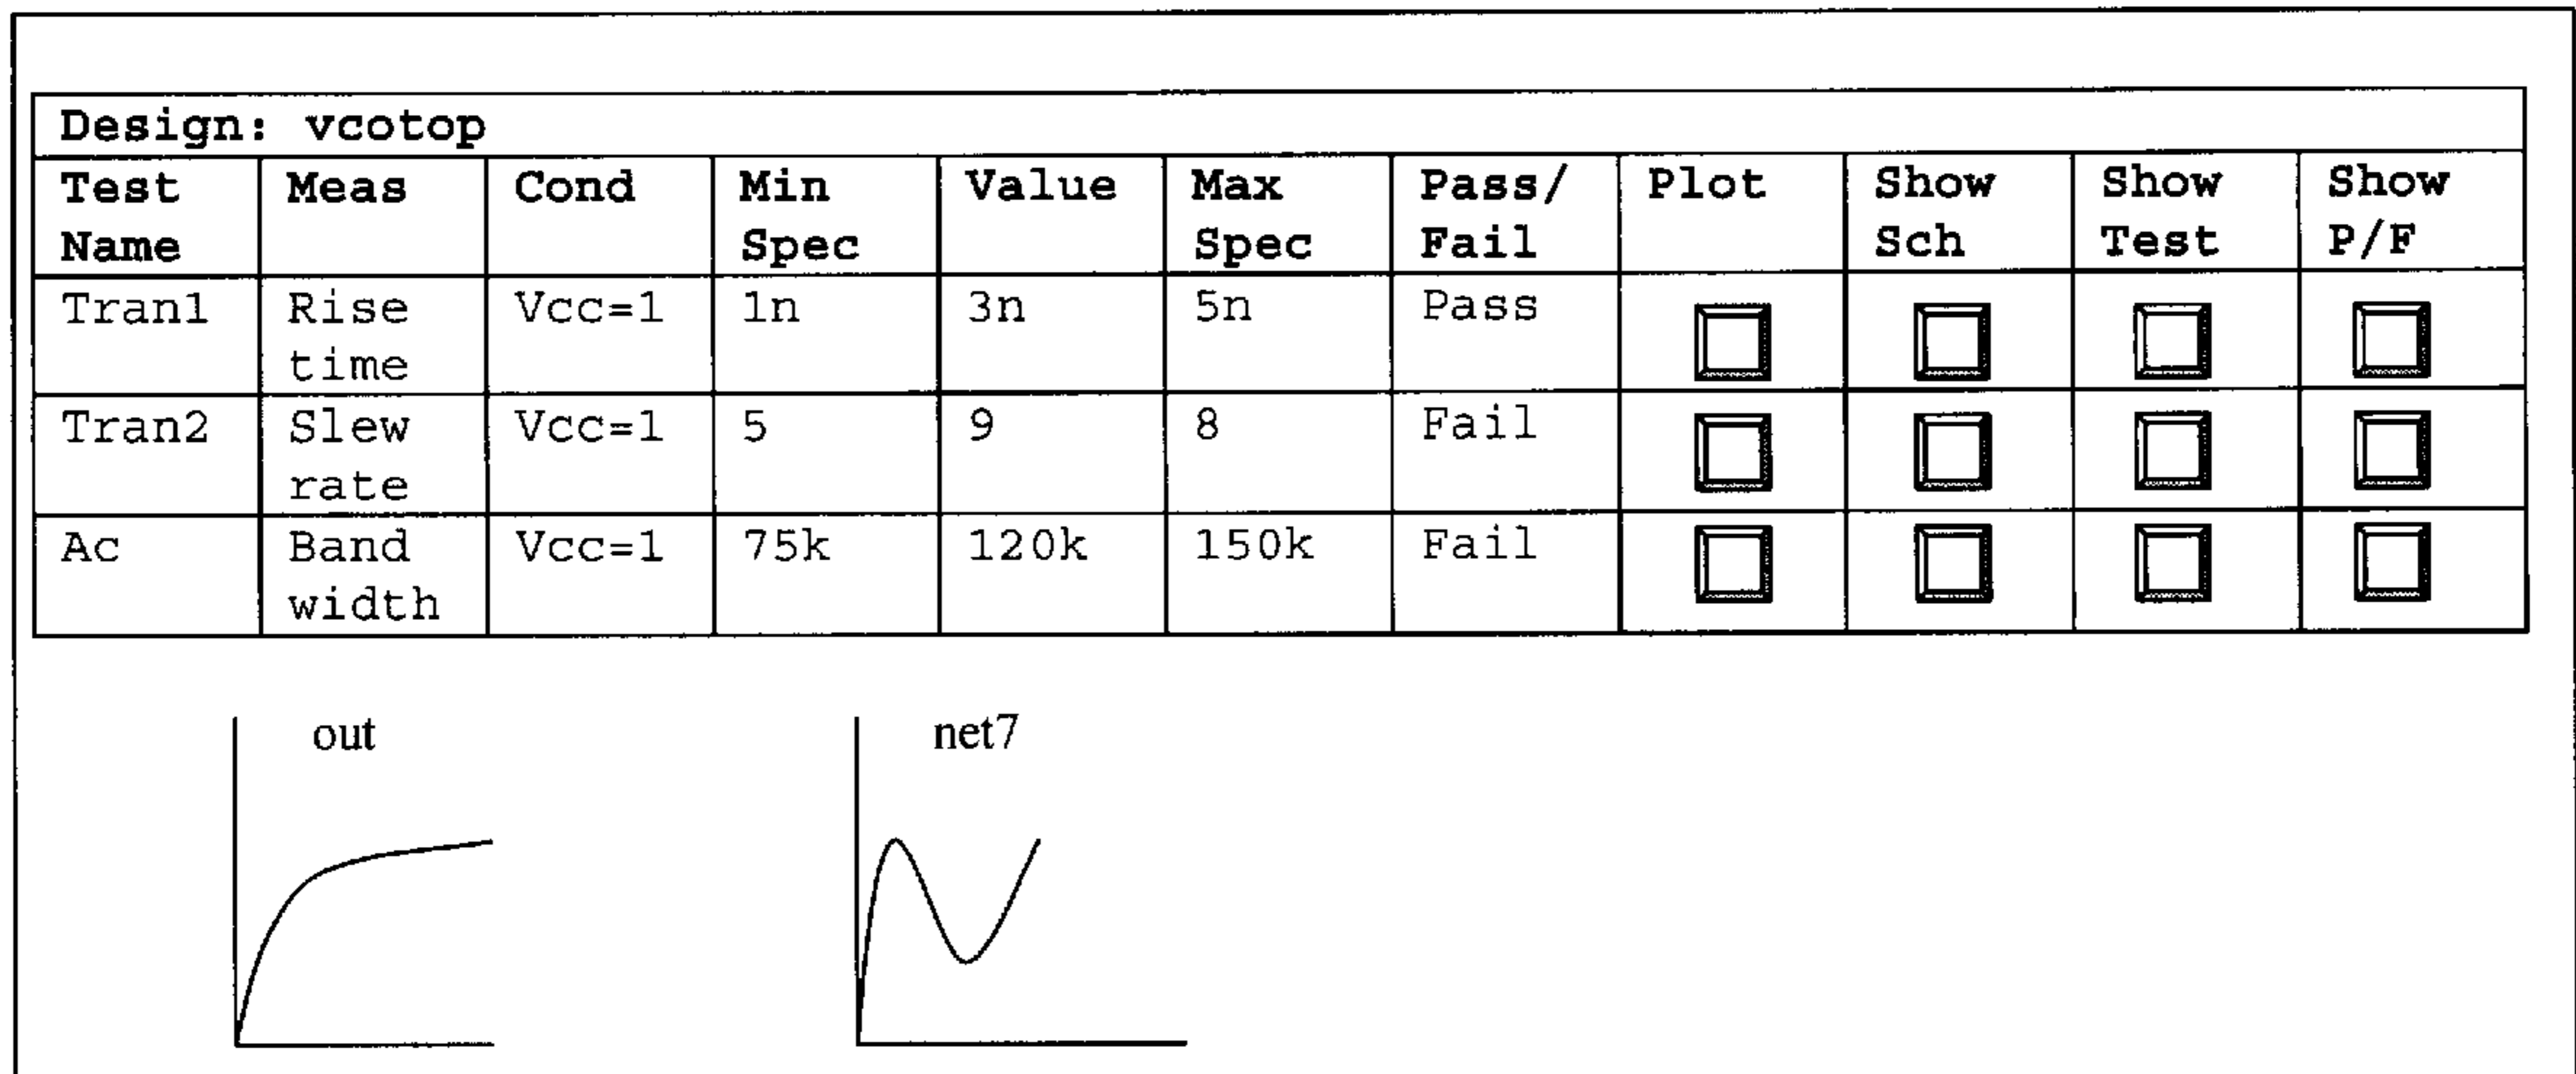 Design: vcotop
Test Name Meas Cond Min Spec Value Max Spec Pass/ Fail Plot Show Sch Show Test Show P/F
Tran1 Rise time Vcc=1 1n 3n 5n Pass
Tran2 Slew rate Vcc=1 5 9 8 Fail
Ac Band width Vcc=1 75k 120k 150k Fail
out net7